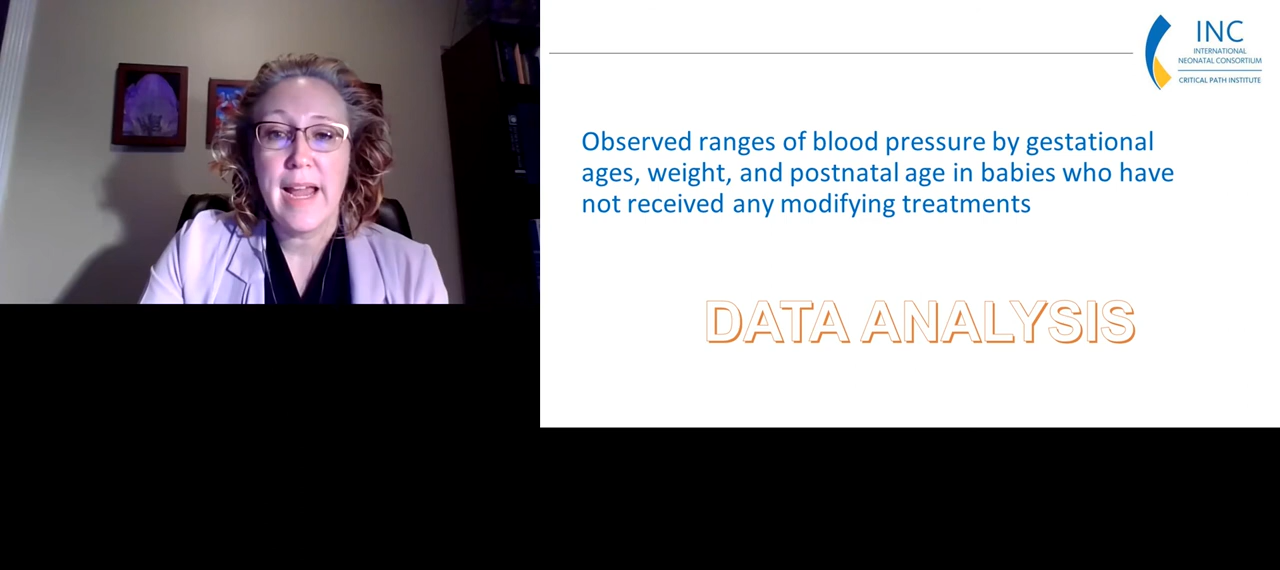 INC
INTERNATIONAL
NEONATAL CONSORTIUM
CRITICAL PATH INSTITUTE
Observed ranges of blood pressure by gestational
ages, weight, and postnatal age in babies who have
not received any modifying treatments
DATA ANALYSIS